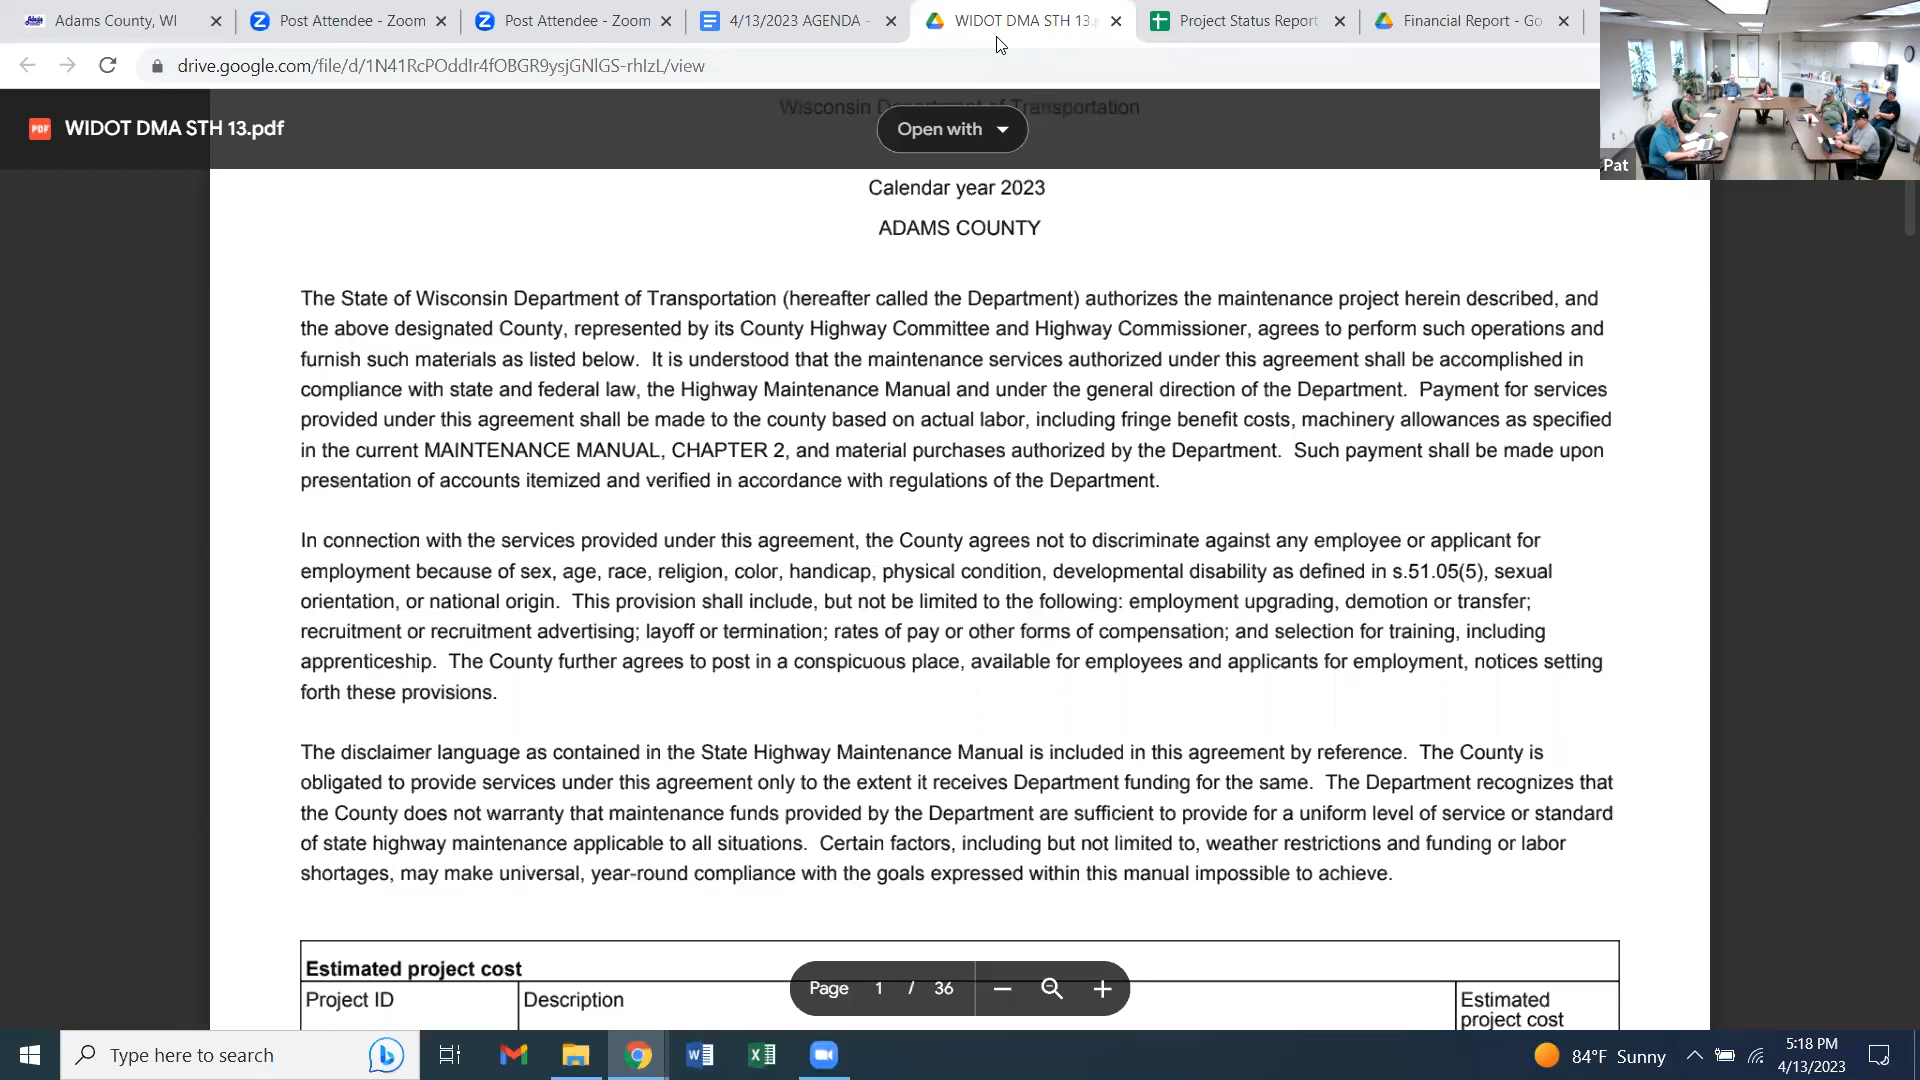 Adams County, WI
Post Attendee - Zoom
Post Attendee - Zoom
4/13/2023 AGENDA -
WIDOT DMA STH 13.
Project Status Report
Financial Report - Go
drive.google.com/file/d/1N41RcPOddIr4fOBGR9ysjGNlGS-rhIzL/view
Wisconsin Department of Transportation
PDF
WIDOT DMA STH 13.pdf
Open with
Pat
Calendar year 2023
ADAMS COUNTY
The State of Wisconsin Department of Transportation (hereafter called the Department) authorizes the maintenance project herein described, and
the above designated County, represented by its County Highway Committee and Highway Commissioner, agrees to perform such operations and
furnish such materials as listed below. It is understood that the maintenance services authorized under this agreement shall be accomplished in
compliance with state and federal law, the Highway Maintenance Manual and under the general direction of the Department. Payment for services
provided under this agreement shall be made to the county based on actual labor, including fringe benefit costs, machinery allowances as specified
in the current MAINTENANCE MANUAL, CHAPTER 2, and material purchases authorized by the Department. Such payment shall be made upon
presentation of accounts itemized and verified in accordance with regulations of the Department.
In connection with the services provided under this agreement, the County agrees not to discriminate against any employee or applicant for
employment because of sex, age, race, religion, color, handicap, physical condition, developmental disability as defined in s.51.05(5), sexual
orientation, or national origin. This provision shall include, but not be limited to the following: employment upgrading, demotion or transfer;
recruitment or recruitment advertising; layoff or termination; rates of pay or other forms of compensation; and selection for training, including
apprenticeship. The County further agrees to post in a conspicuous place, available for employees and applicants for employment, notices setting
forth these provisions.
The disclaimer language as contained in the State Highway Maintenance Manual is included in this agreement by reference. The County is
obligated to provide services under this agreement only to the extent it receives Department funding for the same. The Department recognizes that
the County does not warranty that maintenance funds provided by the Department are sufficient to provide for a uniform level of service or standard
of state highway maintenance applicable to all situations. Certain factors, including but not limited to, weather restrictions and funding or labor
shortages, may make universal, year-round compliance with the goals expressed within this manual impossible to achieve.
Estimated project cost
Project ID
Description
Estimated
project cost
Page 1 / 36
Type here to search
84°F Sunny
5:18 PM
4/13/2023